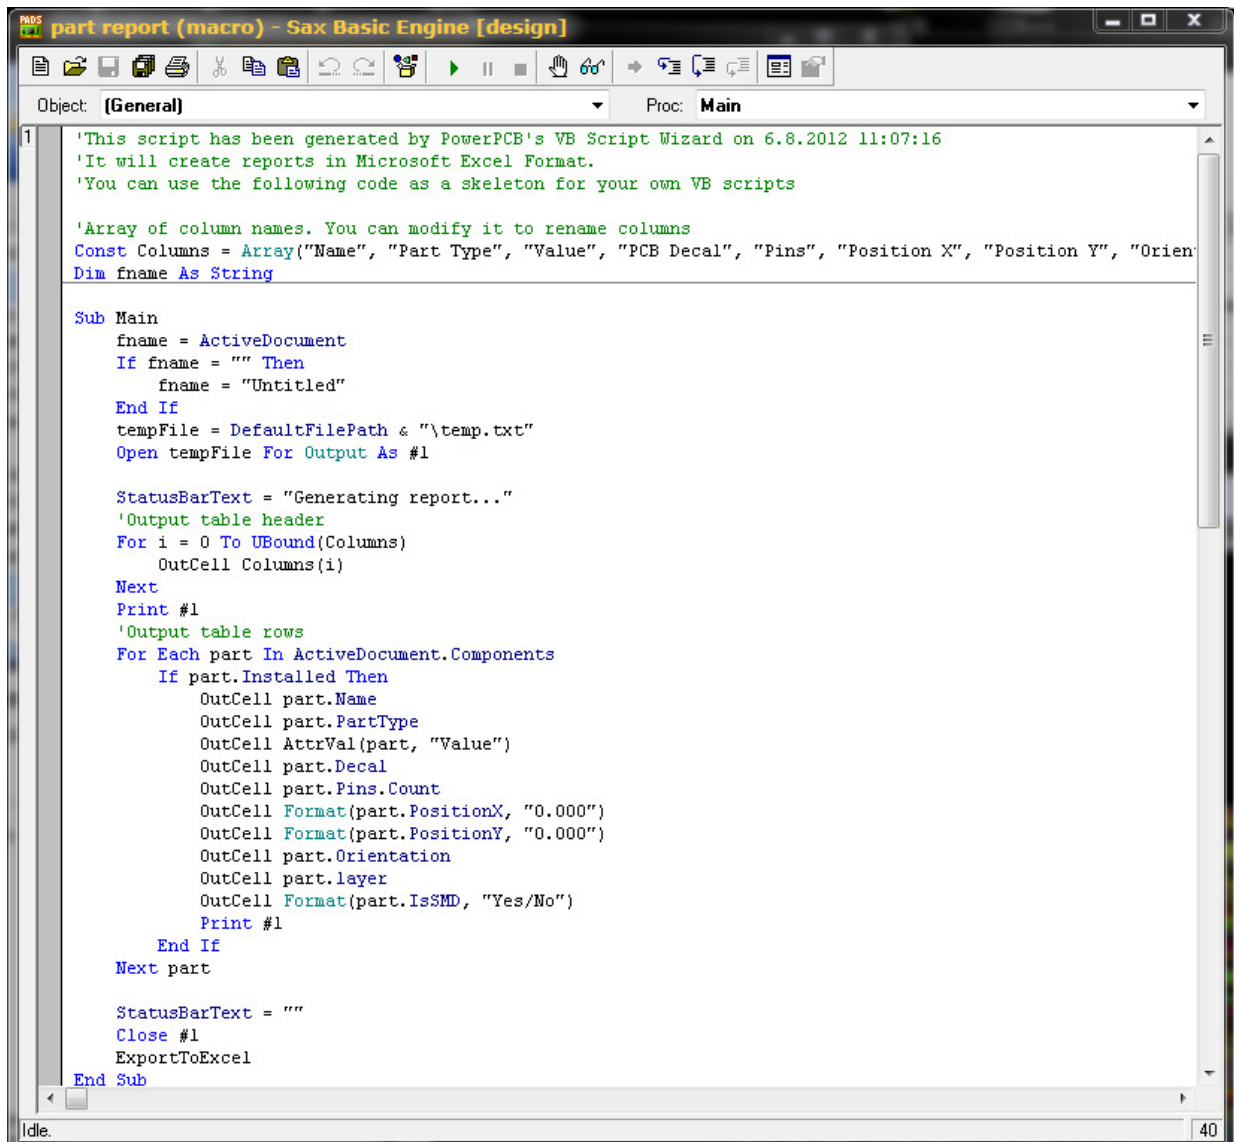 PADS part report (macro) - Sax Basic Engine [design]
Object: (General) Proc: Main
1
'This script has been generated by PowerPCB's VB Script Wizard on 6.8.2012 11:07:16
'It will create reports in Microsoft Excel Format.
'You can use the following code as a skeleton for your own VB scripts
'Array of column names. You can modify it to rename columns
Const Columns = Array("Name", "Part Type", "Value", "PCB Decal", "Pins", "Position X", "Position Y", "Orien
Dim fname As String
Sub Main
    fname = ActiveDocument
    If fname = "" Then
        fname = "Untitled"
    End If
    tempFile = DefaultFilePath & "\temp.txt"
    Open tempFile For Output As #1
    StatusBarText = "Generating report..."
    'Output table header
    For i = 0 To UBound(Columns)
        OutCell Columns(i)
    Next
    Print #1
    'Output table rows
    For Each part In ActiveDocument.Components
        If part.Installed Then
            OutCell part.Name
            OutCell part.PartType
            OutCell AttrVal(part, "Value")
            OutCell part.Decal
            OutCell part.Pins.Count
            OutCell Format(part.PositionX, "0.000")
            OutCell Format(part.PositionY, "0.000")
            OutCell part.Orientation
            OutCell part.layer
            OutCell Format(part.IsSMD, "Yes/No")
            Print #1
        End If
    Next part
    StatusBarText = ""
    Close #1
    ExportToExcel
End Sub
Idle. 40